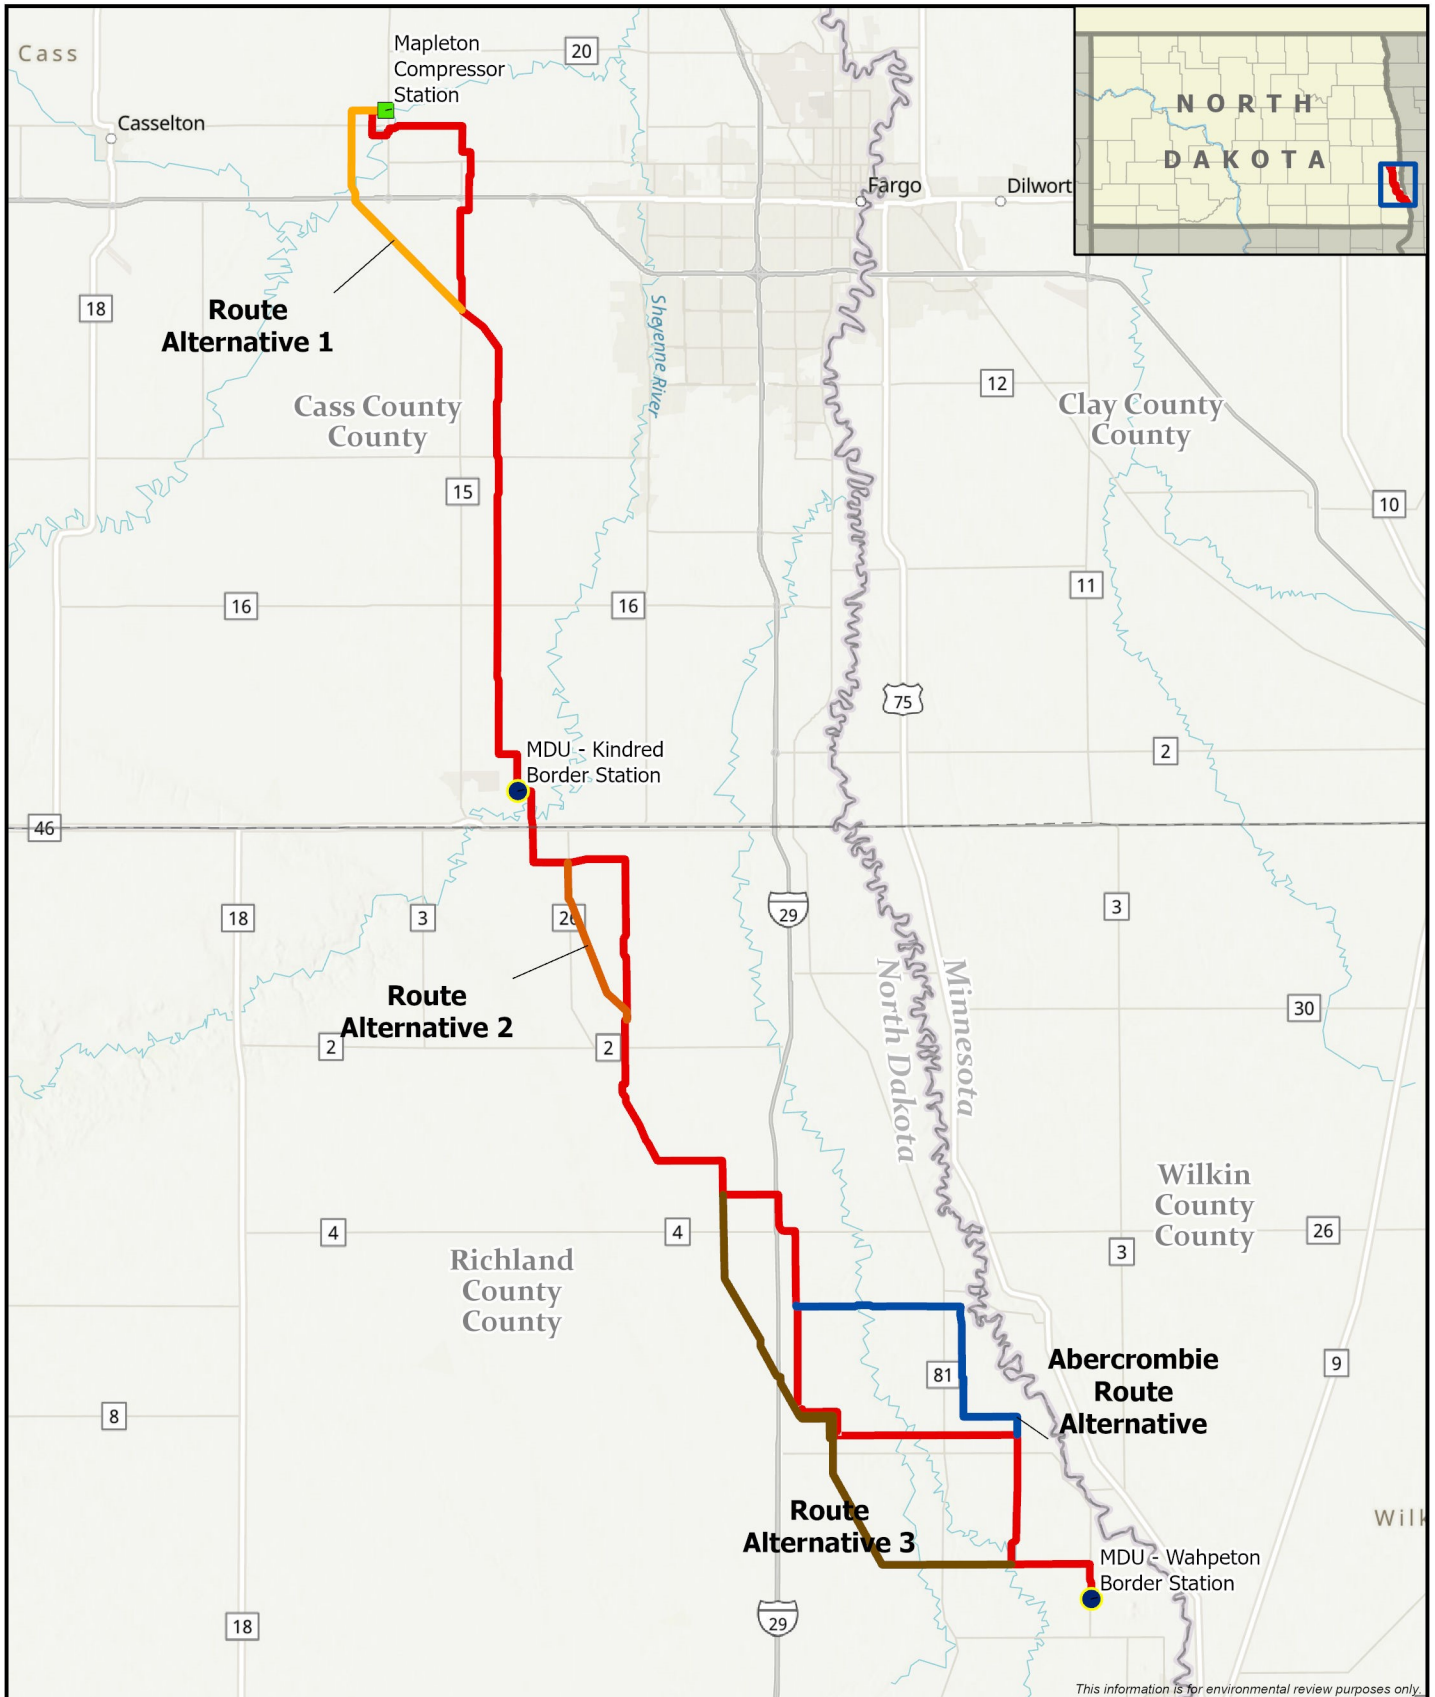 Cass
Mapleton
Compressor
Station
20
Casselton
Fargo
Dilwort
NORTH
DAKOTA
18
Route
Alternative 1
Sheyenne River
12
Cass County
County
Clay County
County
15
10
16
16
11
75
2
MDU - Kindred
Border Station
46
18
3
26
29
3
Route
Alternative 2
Minnesota
North Dakota
30
2
2
Wilkin
County
County
4
4
26
3
Richland
County
County
Abercrombie
Route
Alternative
81
9
8
Route
Alternative 3
Wilk
MDU - Wahpeton
Border Station
18
29
This information is for environmental review purposes only.